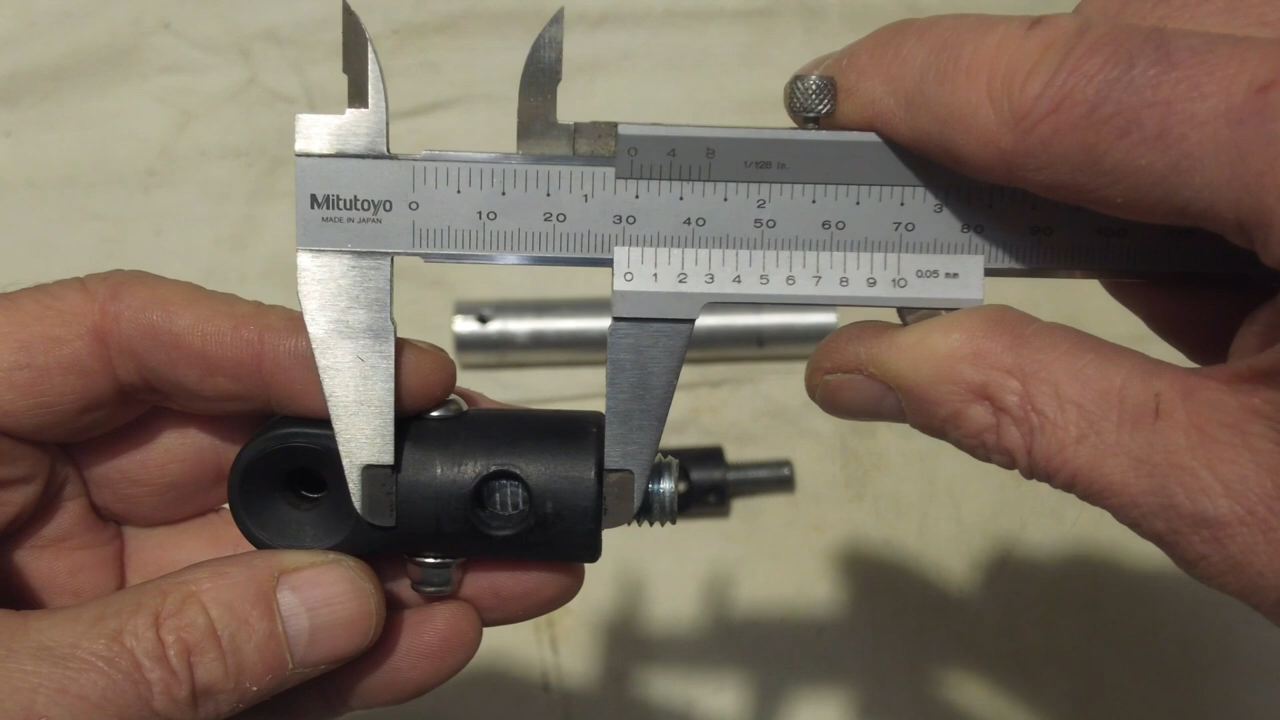 0 4 8 1/128 in.
Mitutoyo
MADE IN JAPAN
0 1 2 3
10 20 30 40 50 60 70 80 90 100
0 1 2 3 4 5 6 7 8 9 10 0.05 mm